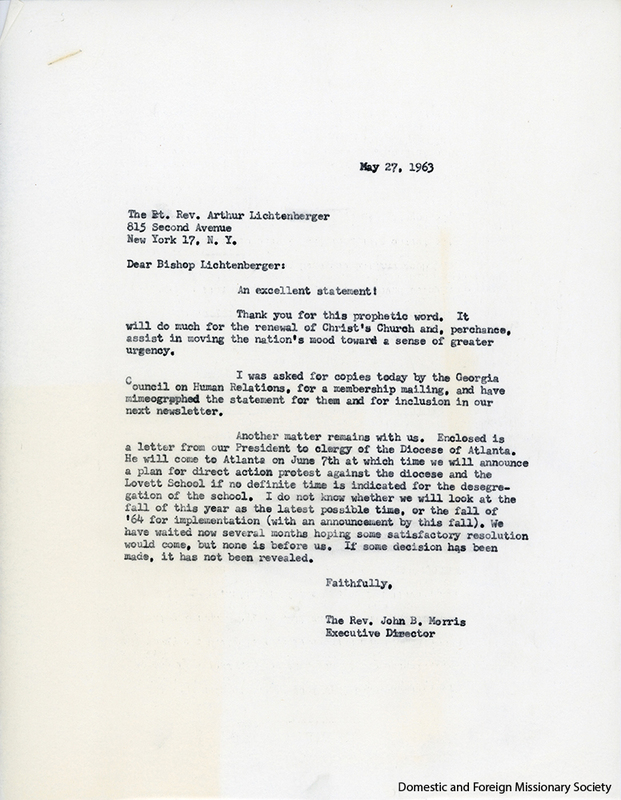 May 27, 1963
The Rt. Rev. Arthur Lichtenberger
815 Second Avenue
New York 17, N. Y.
Dear Bishop Lichtenberger:
An excellent statement!
Thank you for this prophetic word. It
will do much for the renewal of Christ's Church and, perchance,
assist in moving the nation's mood toward a sense of greater
urgency.
I was asked for copies today by the Georgia
Council on Human Relations, for a membership mailing, and have
mimeographed the statement for them and for inclusion in our
next newsletter.
Another matter remains with us. Enclosed is
a letter from our President to clergy of the Diocese of Atlanta.
He will come to Atlanta on June 7th at which time we will announce
a plan for direct action protest against the diocese and the
Lovett School if no definite time is indicated for the desegre-
gation of the school. I do not know whether we will look at the
fall of this year as the latest possible time, or the fall of
'64 for implementation (with an announcement by this fall). We
have waited now several months hoping some satisfactory resolution
would come, but none is before us. If some decision has been
made, it has not been revealed.
Faithfully,
The Rev. John B. Morris
Executive Director
Domestic and Foreign Missionary Society